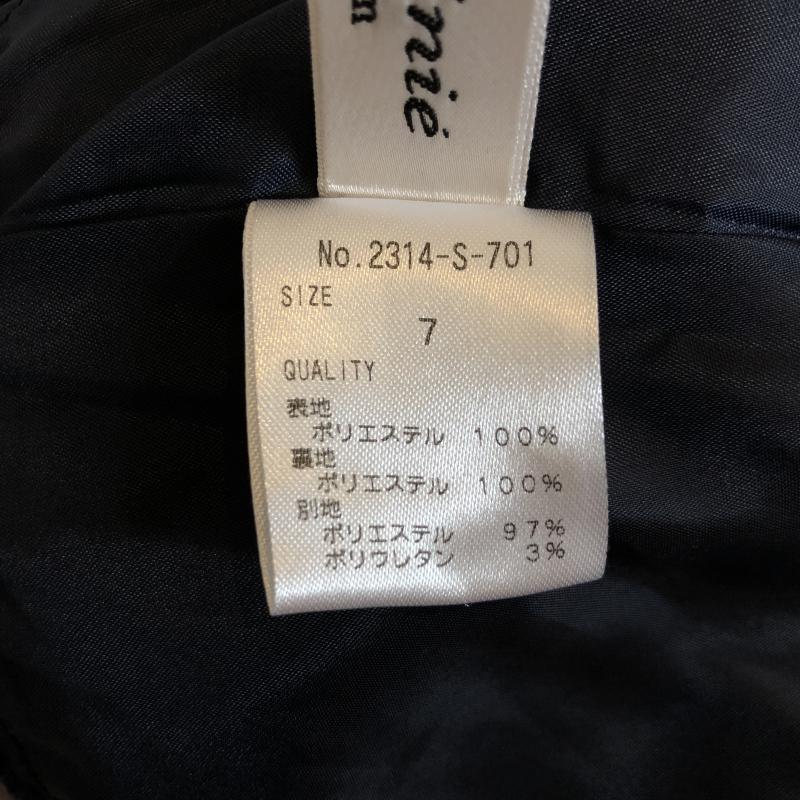 No.2314-S-701
SIZE
7
QUALITY
表地
ポリエステル 100%
裏地
ポリエステル 100%
別地
ポリエステル 97%
ポリウレタン 3%